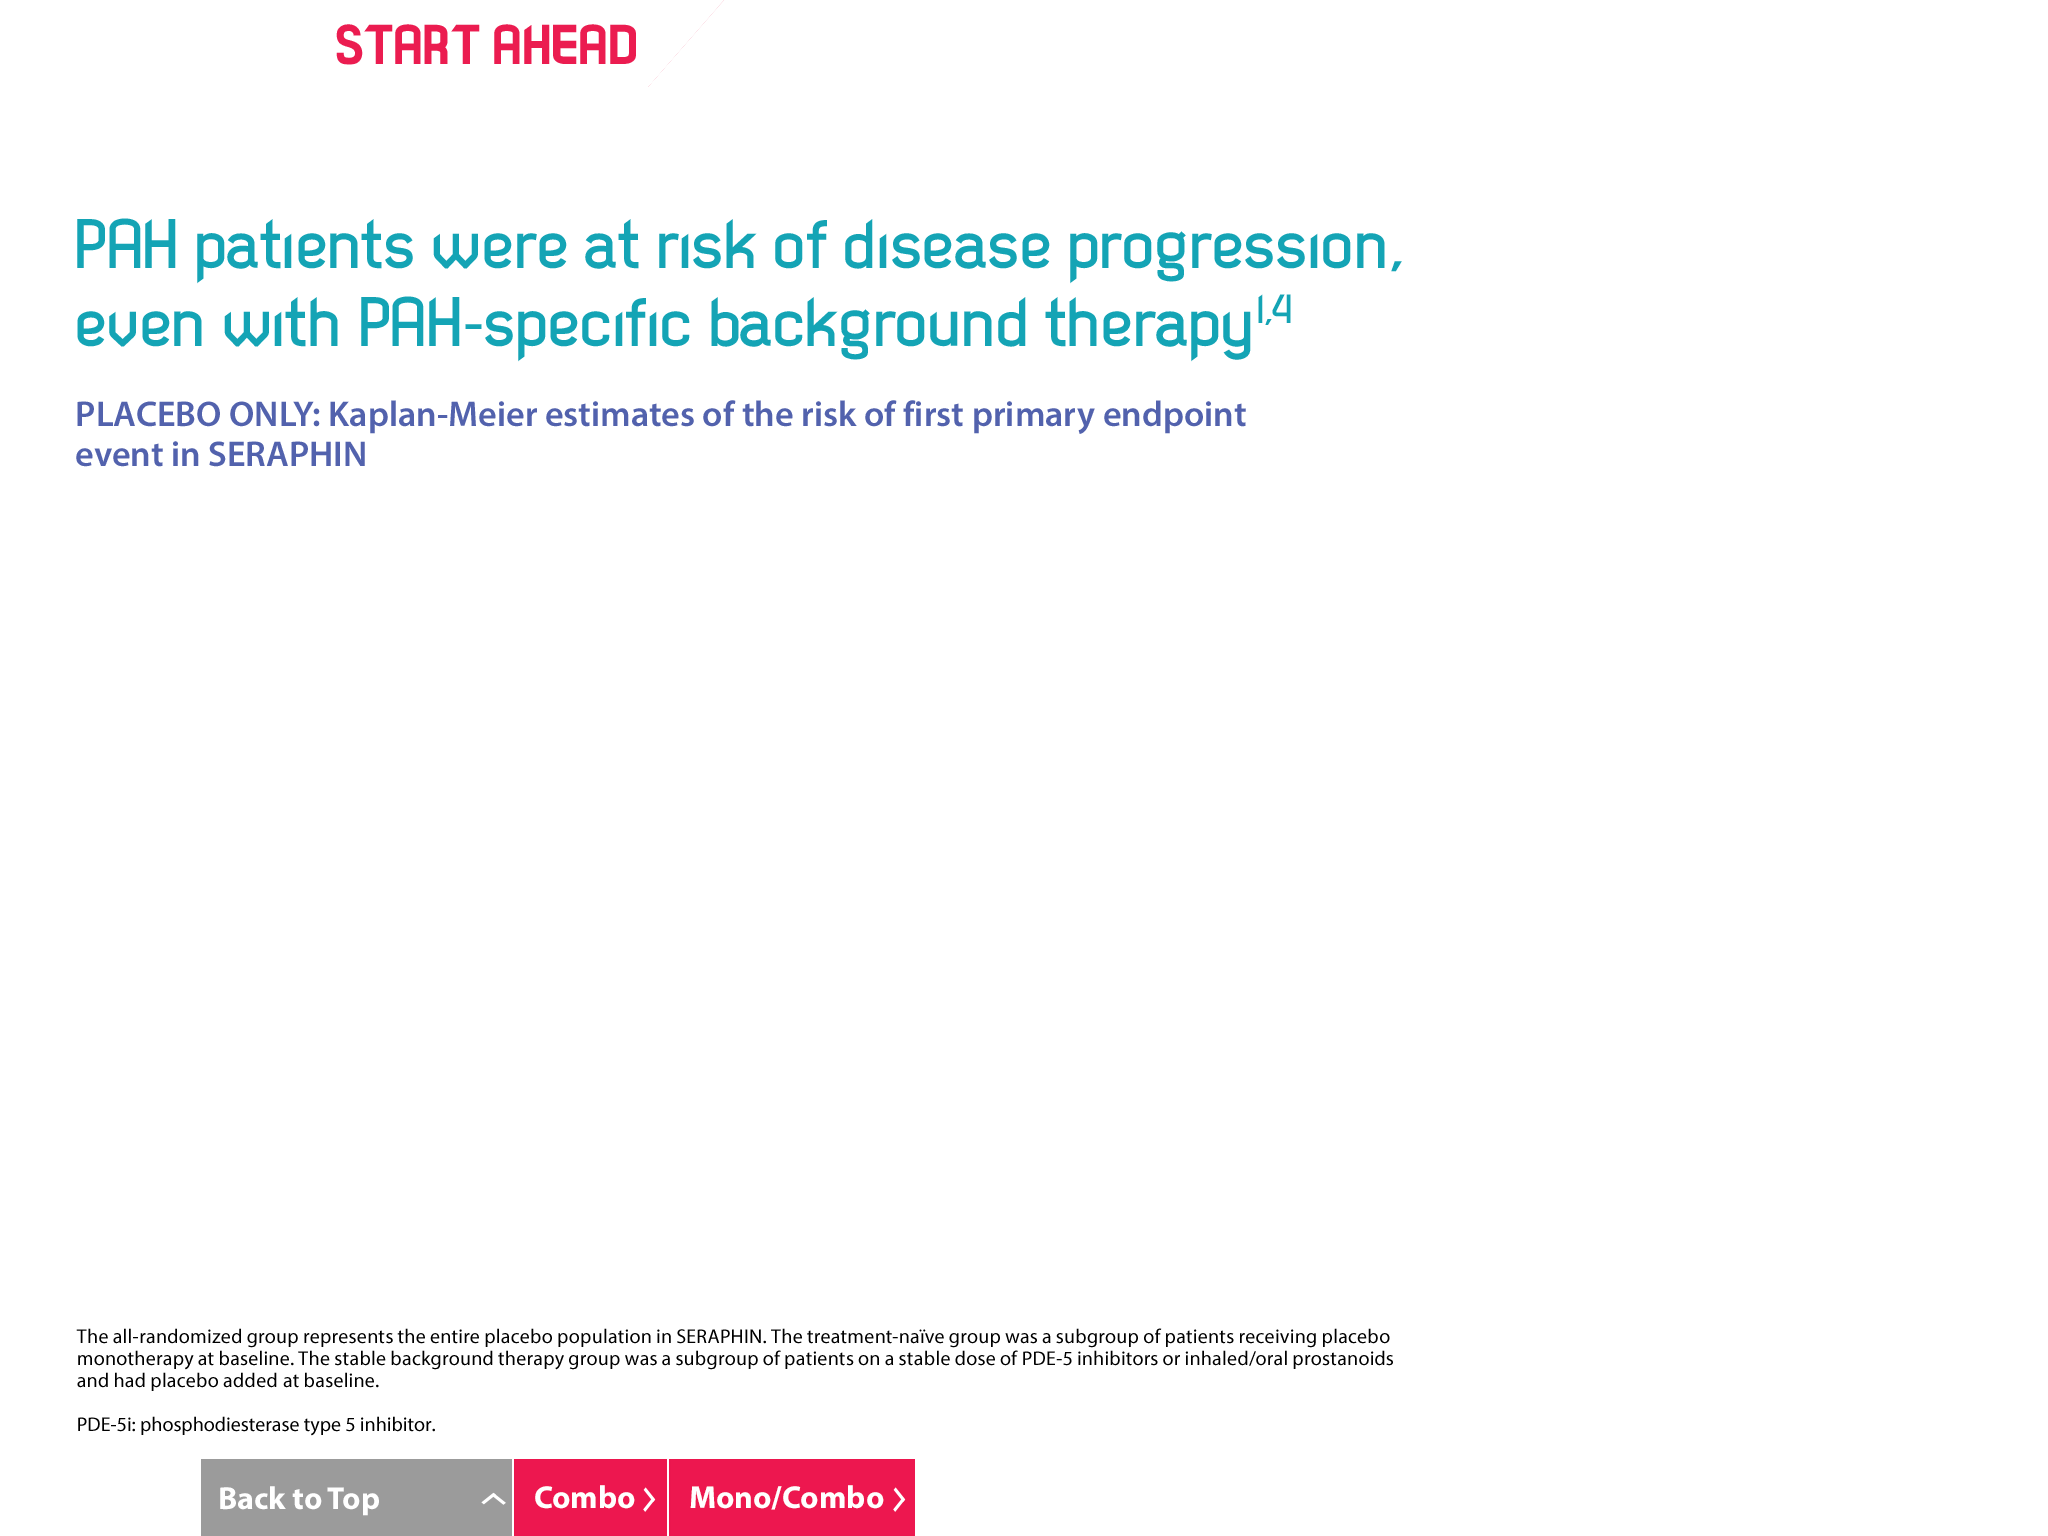 START AHEAD
PAH patients were at risk of disease progression,
even with PAH-specific background therapy1,4
PLACEBO ONLY: Kaplan-Meier estimates of the risk of first primary endpoint
event in SERAPHIN
The all-randomized group represents the entire placebo population in SERAPHIN. The treatment-naïve group was a subgroup of patients receiving placebo
monotherapy at baseline. The stable background therapy group was a subgroup of patients on a stable dose of PDE-5 inhibitors or inhaled/oral prostanoids
and had placebo added at baseline.
PDE-5i: phosphodiesterase type 5 inhibitor.
Back to Top
Combo
Mono/Combo